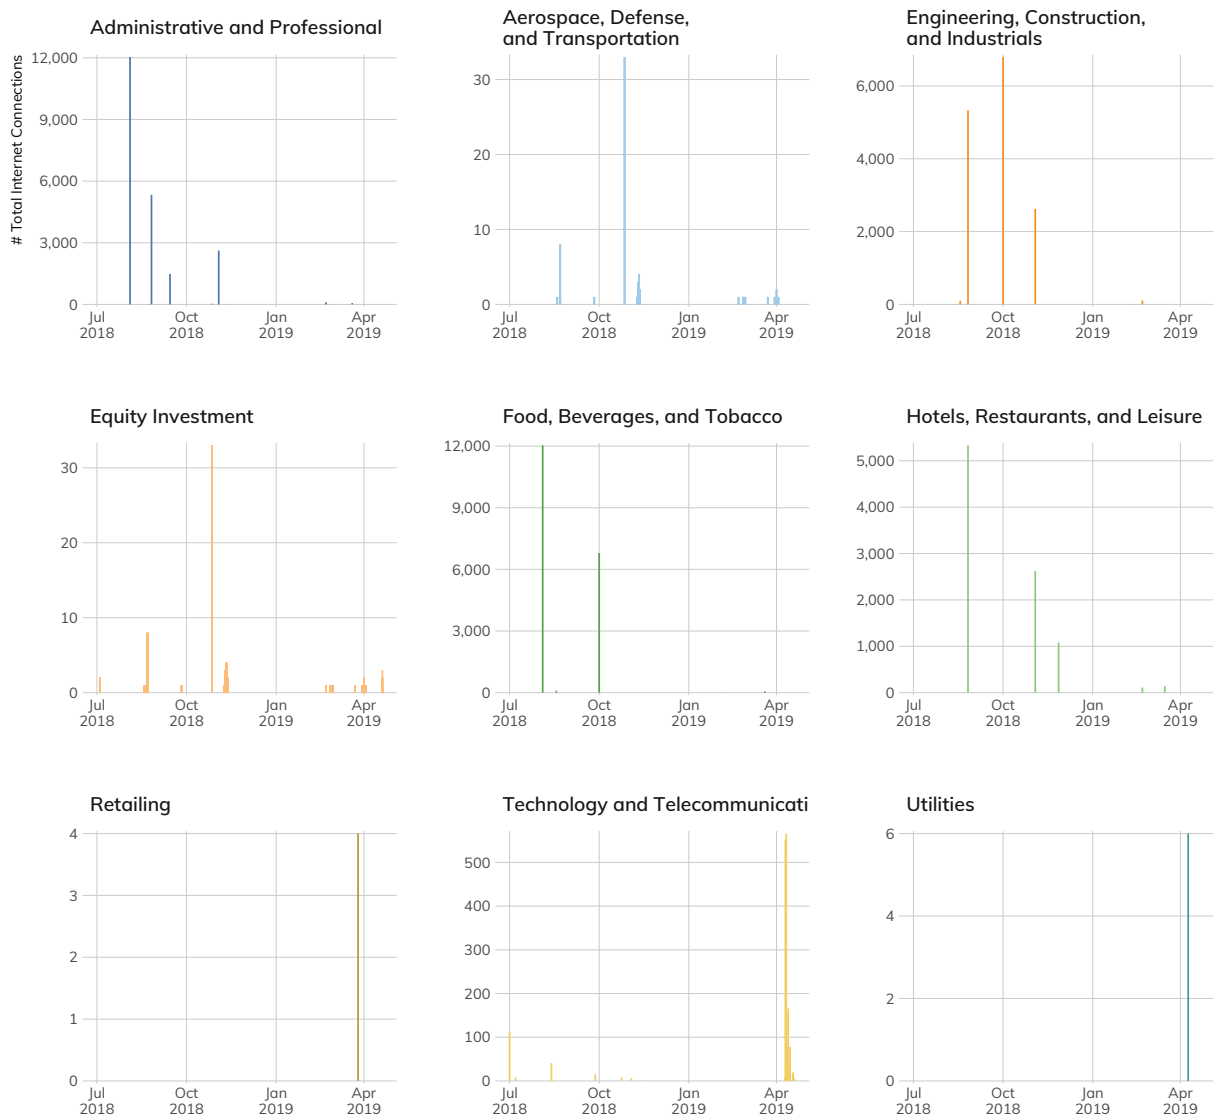 Administrative and Professional
# Total Internet Connections
12,000
9,000
6,000
3,000
0
Jul
2018
Oct
2018
Jan
2019
Apr
2019
Aerospace, Defense,
and Transportation
30
20
10
0
Jul
2018
Oct
2018
Jan
2019
Apr
2019
Engineering, Construction,
and Industrials
6,000
4,000
2,000
0
Jul
2018
Oct
2018
Jan
2019
Apr
2019
Equity Investment
30
20
10
0
Jul
2018
Oct
2018
Jan
2019
Apr
2019
Food, Beverages, and Tobacco
12,000
9,000
6,000
3,000
0
Jul
2018
Oct
2018
Jan
2019
Apr
2019
Hotels, Restaurants, and Leisure
5,000
4,000
3,000
2,000
1,000
0
Jul
2018
Oct
2018
Jan
2019
Apr
2019
Retailing
4
3
2
1
0
Jul
2018
Oct
2018
Jan
2019
Apr
2019
Technology and Telecommunicati
500
400
300
200
100
0
Jul
2018
Oct
2018
Jan
2019
Apr
2019
Utilities
6
4
2
0
Jul
2018
Oct
2018
Jan
2019
Apr
2019